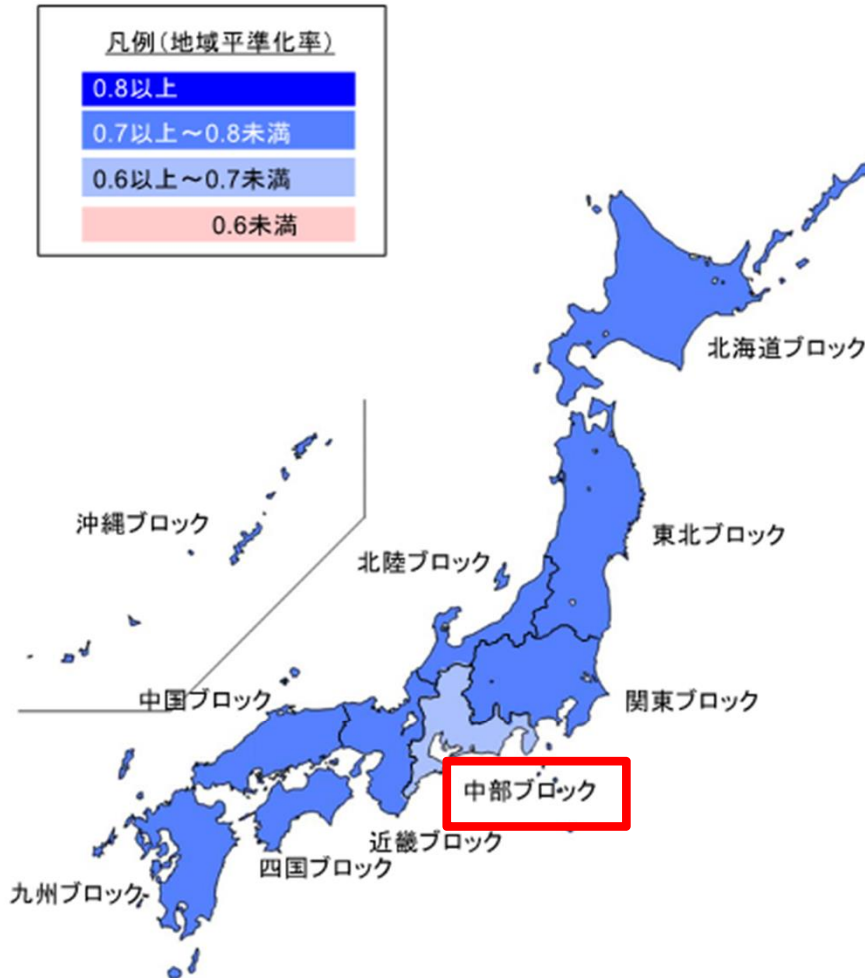 凡例(地域平準化率)
0.8以上
0.7以上～0.8未満
0.6以上～0.7未満
0.6未満
北海道ブロック
沖縄ブロック
東北ブロック
北陸ブロック
中国ブロック
関東ブロック
中部ブロック
近畿ブロック
四国ブロック
九州ブロック